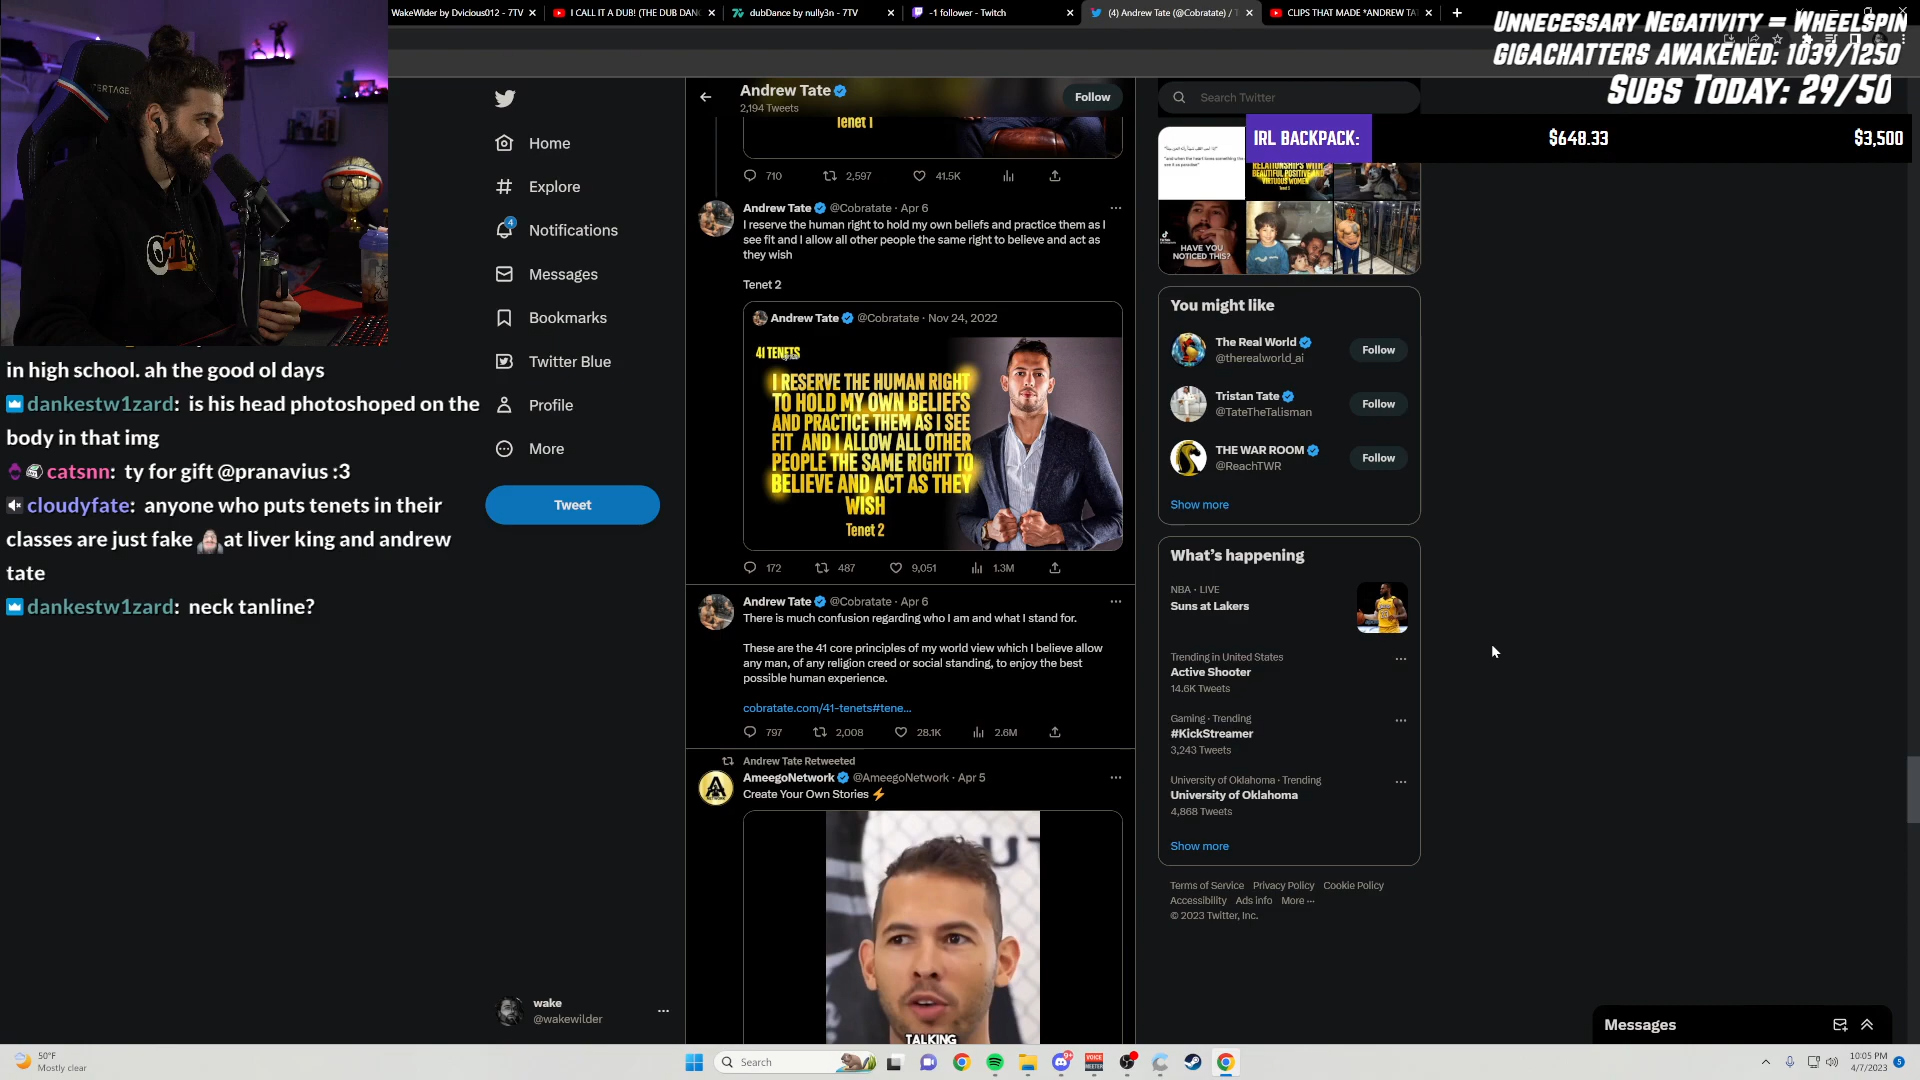 WakeWider by Dvicious012 - 7TV
I CALL IT A DUB! (THE DUB DAN
dubDance by nully3n - 7TV
-1 follower - Twitch
(4) Andrew Tate (@Cobratate) / T
CLIPS THAT MADE *ANDREW TA
UNNECESSARY NEGATIVITY = WHEELSPIN
GIGACHATTERS AWAKENED: 1039/1250
SUBS TODAY: 29/50
IRL BACKPACK:
$648.33
$3,500
in high school. ah the good ol days
dankestw1zard: is his head photoshoped on the
body in that img
catsnn: ty for gift @pranavius :3
cloudyfate: anyone who puts tenets in their
classes are just fake at liver king and andrew
tate
dankestw1zard: neck tanline?
Home
Explore
4
Notifications
Messages
Bookmarks
Twitter Blue
Profile
More
Tweet
wake
@wakewilder
Andrew Tate
2,194 Tweets
Follow
Tenet 1
710
2,597
41.5K
Andrew Tate @Cobratate · Apr 6
I reserve the human right to hold my own beliefs and practice them as I
see fit and I allow all other people the same right to believe and act as
they wish
Tenet 2
Andrew Tate @Cobratate · Nov 24, 2022
41 TENETS
I RESERVE THE HUMAN RIGHT
TO HOLD MY OWN BELIEFS
AND PRACTICE THEM AS I SEE
FIT AND I ALLOW ALL OTHER
PEOPLE THE SAME RIGHT TO
BELIEVE AND ACT AS THEY
WISH
Tenet 2
172
487
9,051
1.3M
Andrew Tate @Cobratate · Apr 6
There is much confusion regarding who I am and what I stand for.
These are the 41 core principles of my world view which I believe allow
any man, of any religion creed or social standing, to enjoy the best
possible human experience.
cobratate.com/41-tenets#tene...
797
2,008
28.1K
2.6M
Andrew Tate Retweeted
AmeegoNetwork @AmeegoNetwork · Apr 5
Create Your Own Stories
TALKING
Search Twitter
RELATIONSHIPS WITH
BEAUTIFUL POSITIVE AND
VIRTUOUS WOMEN
HAVE YOU
NOTICED THIS?
You might like
The Real World
@therealworld_ai
Follow
Tristan Tate
@TateTheTalisman
Follow
THE WAR ROOM
@ReachTWR
Follow
Show more
What's happening
NBA · LIVE
Suns at Lakers
Trending in United States
Active Shooter
14.6K Tweets
Gaming · Trending
#KickStreamer
3,243 Tweets
University of Oklahoma · Trending
University of Oklahoma
4,868 Tweets
Show more
Terms of Service Privacy Policy Cookie Policy
Accessibility Ads info More ···
© 2023 Twitter, Inc.
Messages
50°F
Mostly clear
Search
9+
VOICE
MEETER
10:05 PM
4/7/2023
5